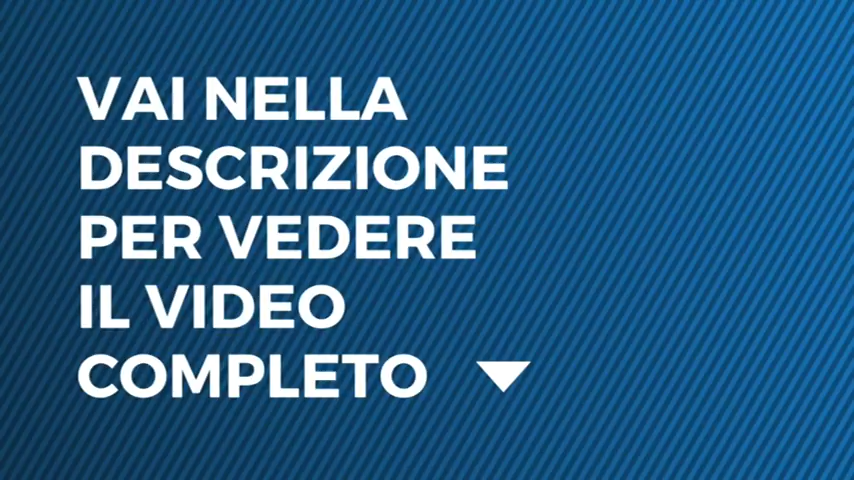 VAI NELLA
DESCRIZIONE
PER VEDERE
IL VIDEO
COMPLETO